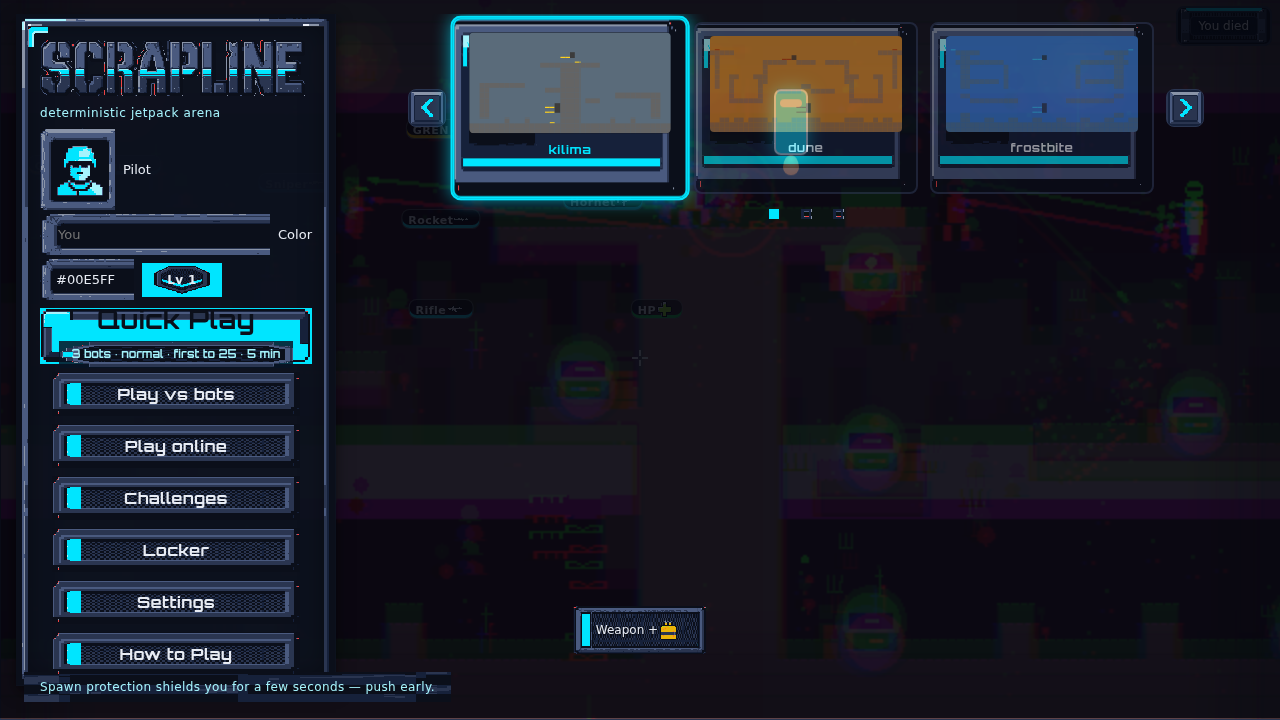 SCRAPLINE
deterministic jetpack arena
Pilot
You
Color
#00E5FF
Lv 1
Quick Play
3 bots · normal · first to 25 · 5 min
Play vs bots
Play online
Challenges
Locker
Settings
How to Play
Spawn protection shields you for a few seconds — push early.
kilima
dune
frostbite
You died
GREN
Hornet
Rocket
Rifle
HP
Weapon +